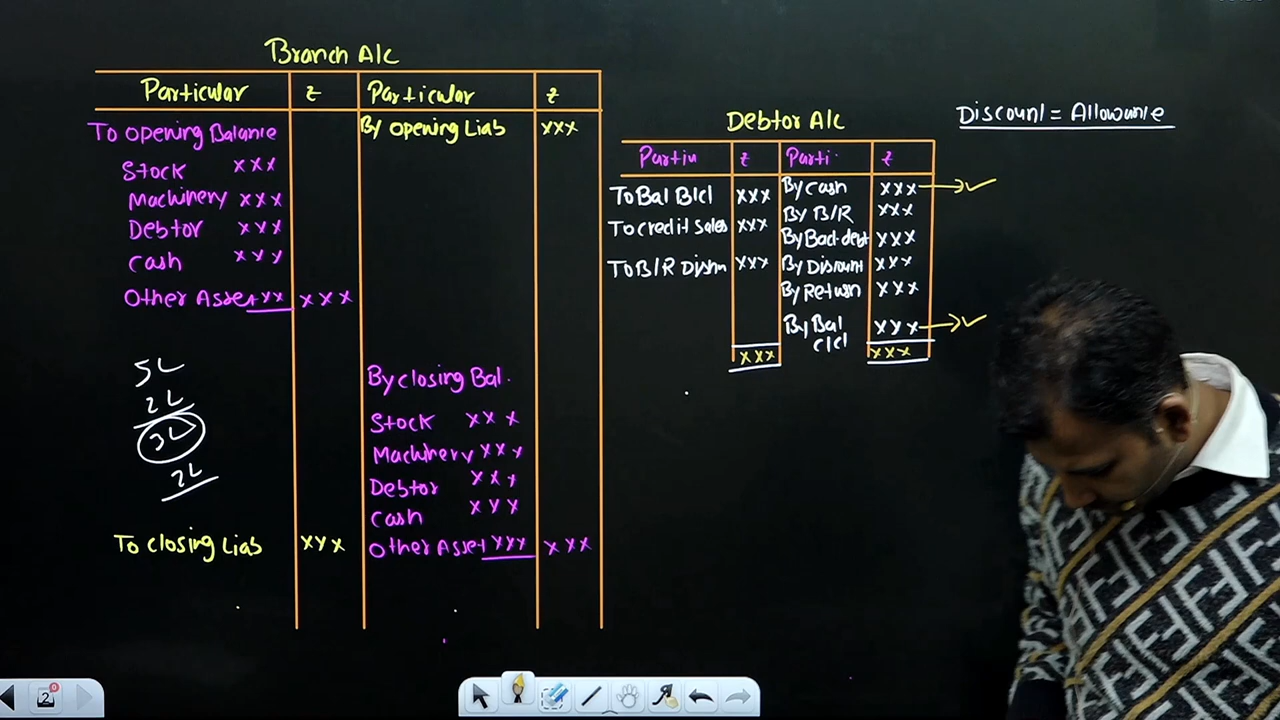 Branch A/c
Particular ₹ Particular ₹
To Opening Balance By Opening Liab xxx
Stock xxx
Machinery xxx
Debtor xxx
Cash xxx
Other Asset xx xxx
5L
2L
3L
2L
By Closing Bal.
Stock xxx
Machinery xxx
Debtor xxx
Cash xxx
To Closing Liab xxx Other Asset xxx xxx
Debtor A/c
Particu ₹ Parti. ₹
To Bal B/d xxx By Cash xxx
To Credit Sales xxx By B/R xxx
By Bad debt xxx
To B/R Dishn xxx By Discount xxx
By Return xxx
By Bal c/d xxx
xxx xxx
Discount = Allowance
2